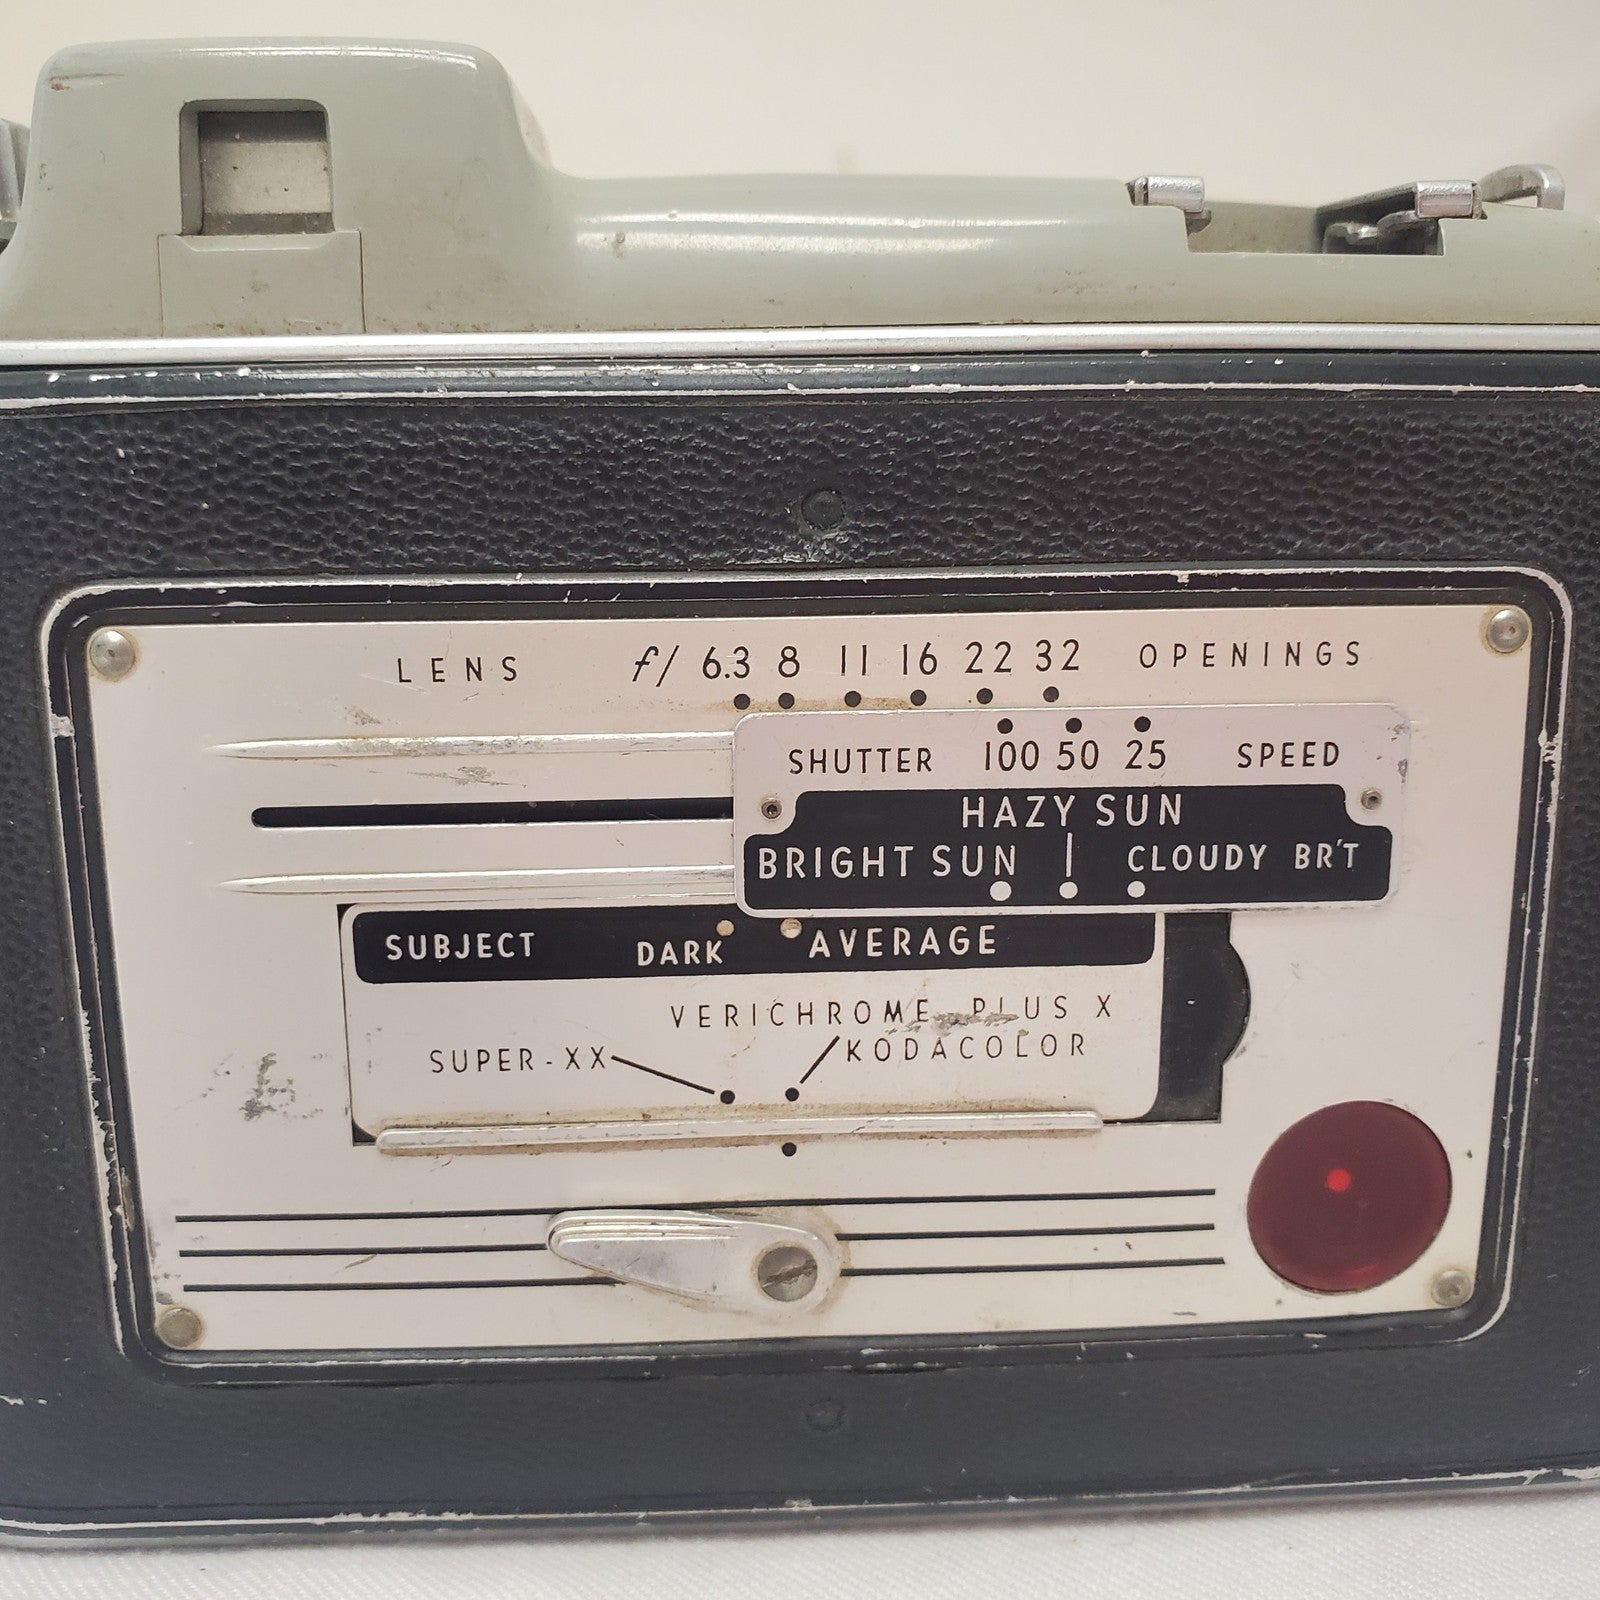 LENS f/ 6.3 8 11 16 22 32 OPENINGS
SHUTTER 100 50 25 SPEED
HAZY SUN
BRIGHT SUN | CLOUDY BR'T
SUBJECT DARK AVERAGE
VERICHROME PLUS X
SUPER-XX KODACOLOR